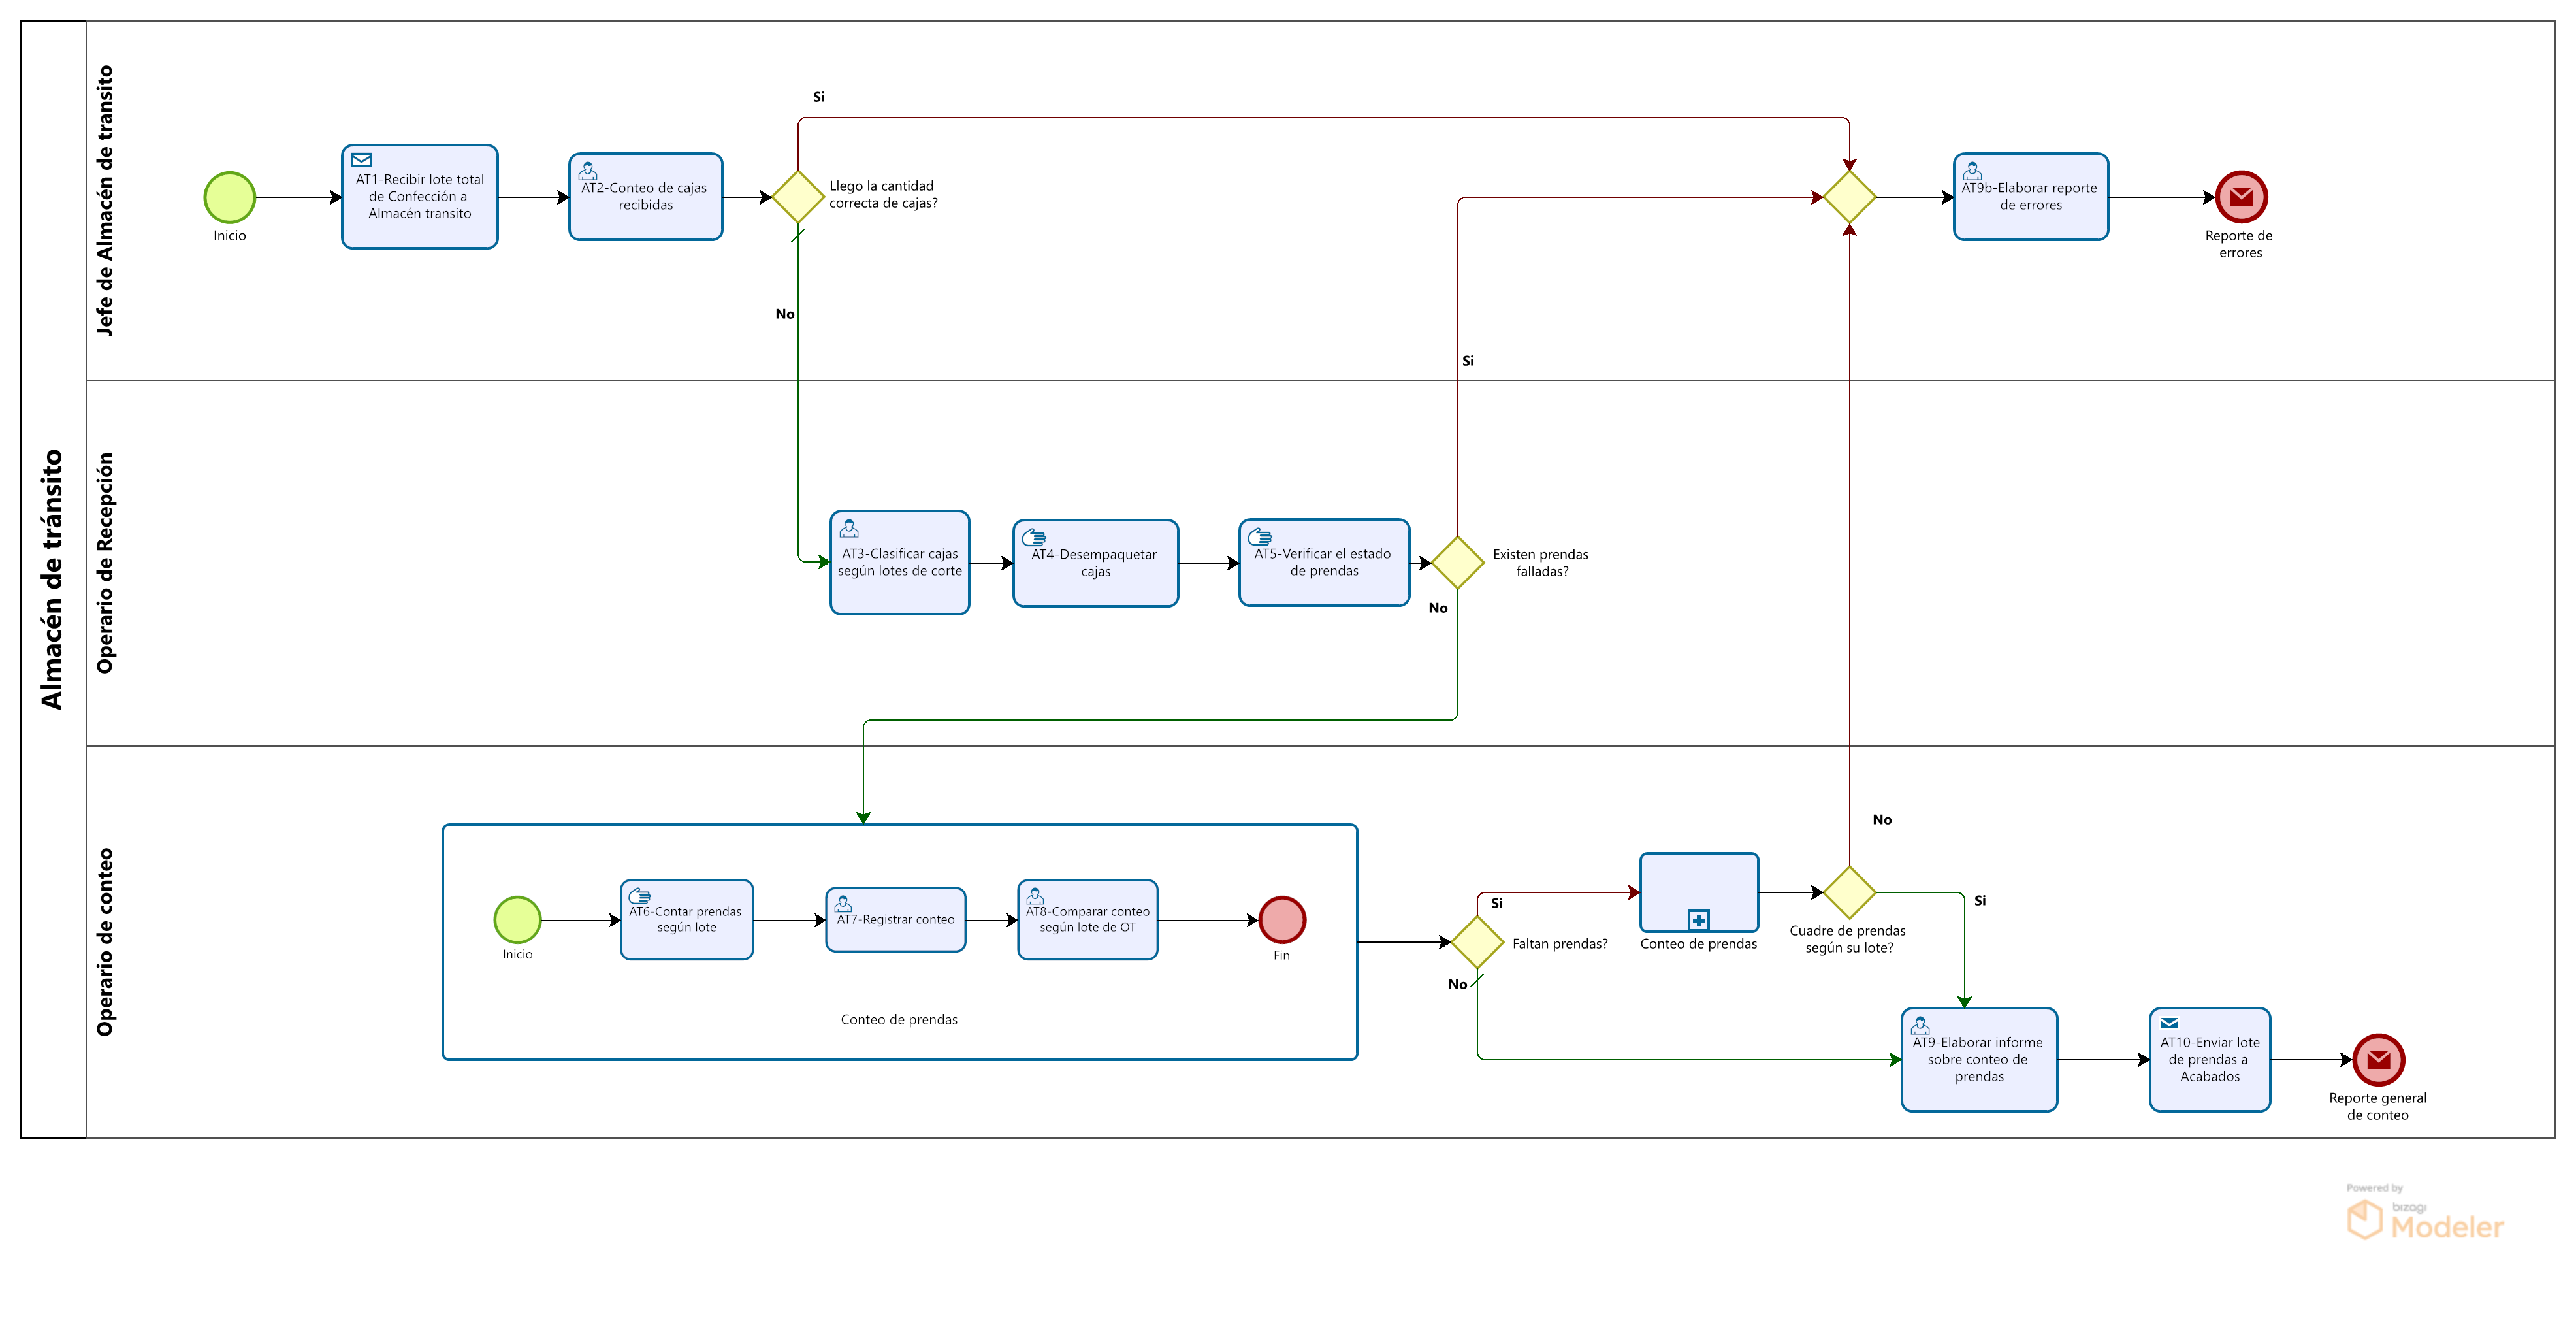 Almacén de tránsito
Jefe de Almacén de transito
Inicio
AT1-Recibir lote total
de Confección a
Almacén transito
AT2-Conteo de cajas
recibidas
Llego la cantidad
correcta de cajas?
Si
No
AT9b-Elaborar reporte
de errores
Reporte de
errores
Operario de Recepción
AT3-Clasificar cajas
según lotes de corte
AT4-Desempaquetar
cajas
AT5-Verificar el estado
de prendas
Existen prendas
falladas?
Si
No
Operario de conteo
Inicio
AT6-Contar prendas
según lote
AT7-Registrar conteo
AT8-Comparar conteo
según lote de OT
Fin
Conteo de prendas
Faltan prendas?
Si
No
Conteo de prendas
Cuadre de prendas
según su lote?
No
Si
AT9-Elaborar informe
sobre conteo de
prendas
AT10-Enviar lote
de prendas a
Acabados
Reporte general
de conteo
Powered by
bizagi
Modeler